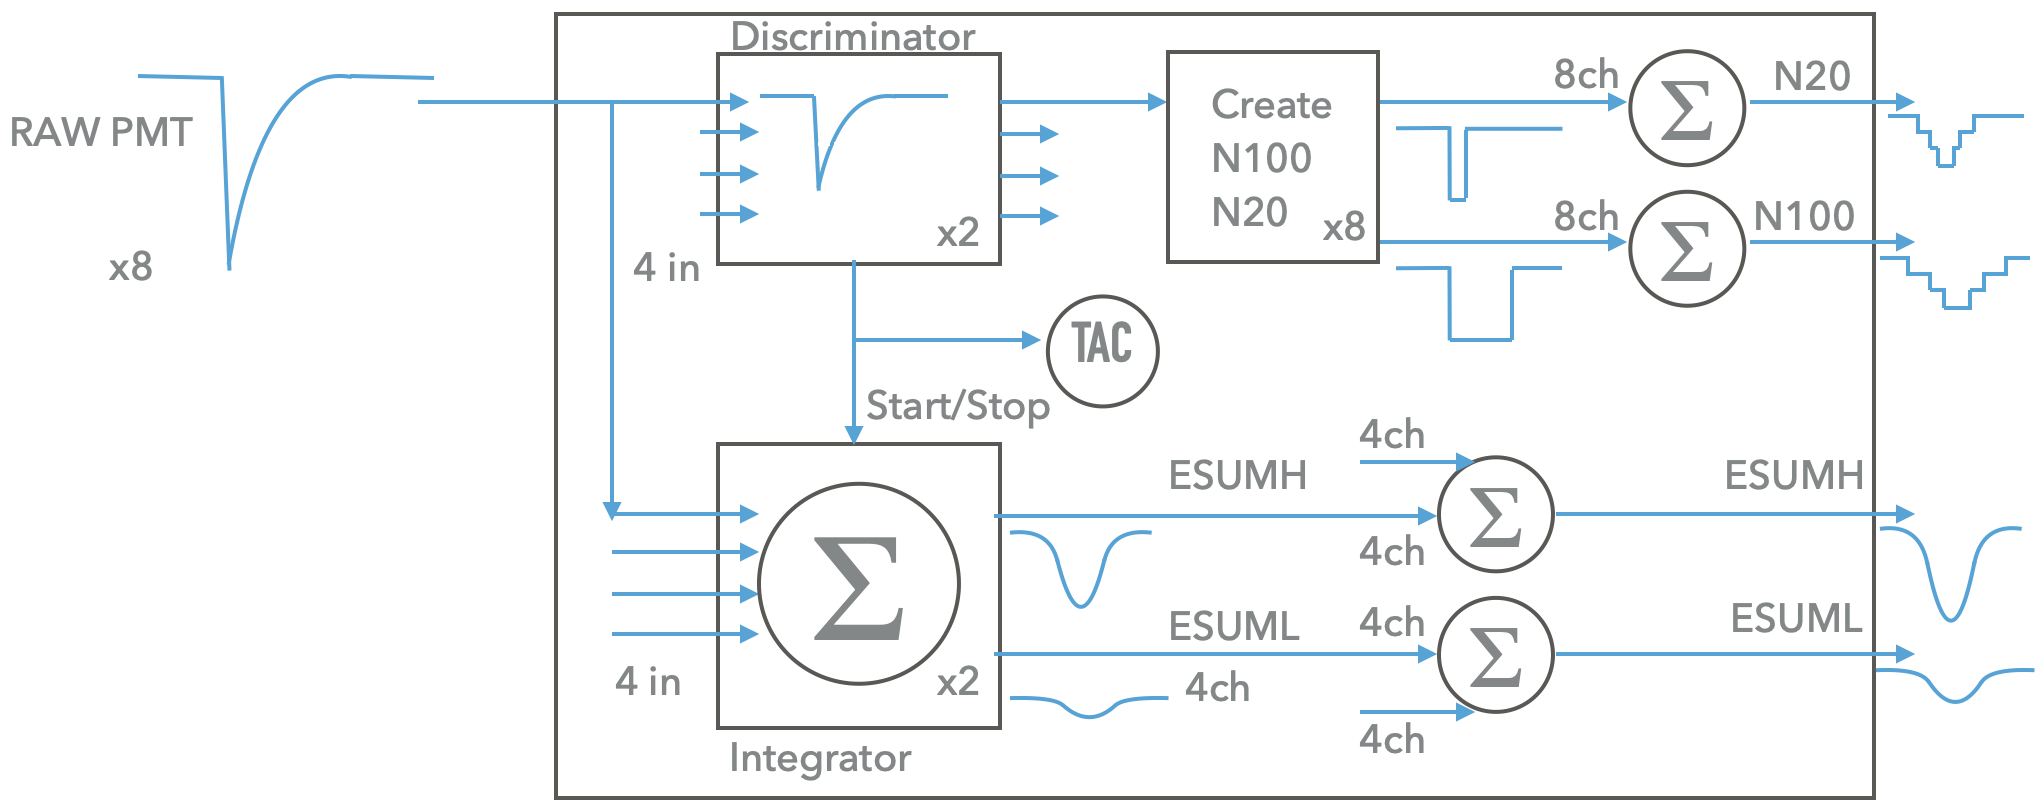 RAW PMT
x8
Discriminator
x2
4 in
Create
N100
N20
x8
8ch
Σ
N20
8ch
Σ
N100
TAC
Start/Stop
Σ
x2
4 in
Integrator
ESUMH
4ch
4ch
Σ
ESUMH
ESUML
4ch
4ch
4ch
Σ
ESUML